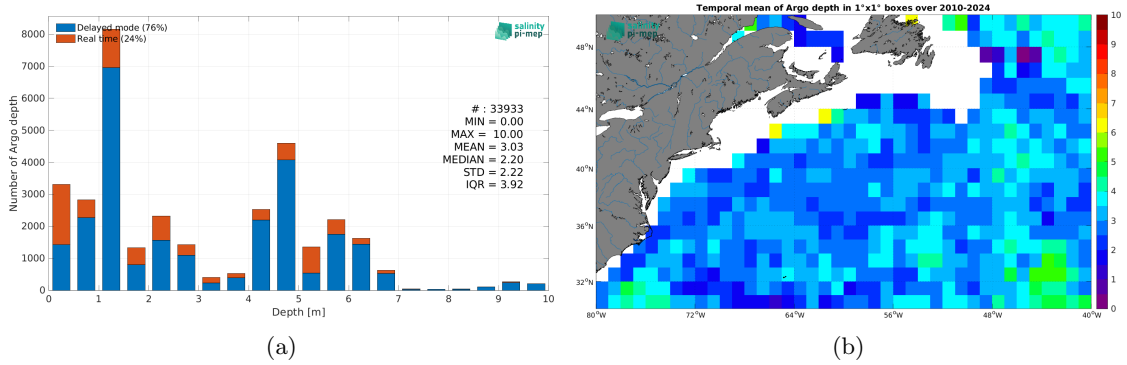 Delayed mode (76%)
Real time (24%)
salinity
pi-mep
# : 33933
MIN = 0.00
MAX = 10.00
MEAN = 3.03
MEDIAN = 2.20
STD = 2.22
IQR = 3.92
Number of Argo depth
8000
7000
6000
5000
4000
3000
2000
1000
0
0 1 2 3 4 5 6 7 8 9 10
Depth [m]
(a)
Temporal mean of Argo depth in 1°x1° boxes over 2010-2024
salinity
pi-mep
48°N
44°N
40°N
36°N
32°N
80°W 72°W 64°W 56°W 48°W 40°W
10
9
8
7
6
5
4
3
2
1
0
(b)